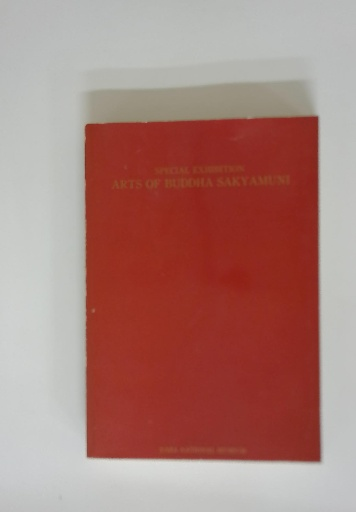 SPECIAL EXHIBITION
ARTS OF BUDDHA SAKYAMUNI
NARA NATIONAL MUSEUM